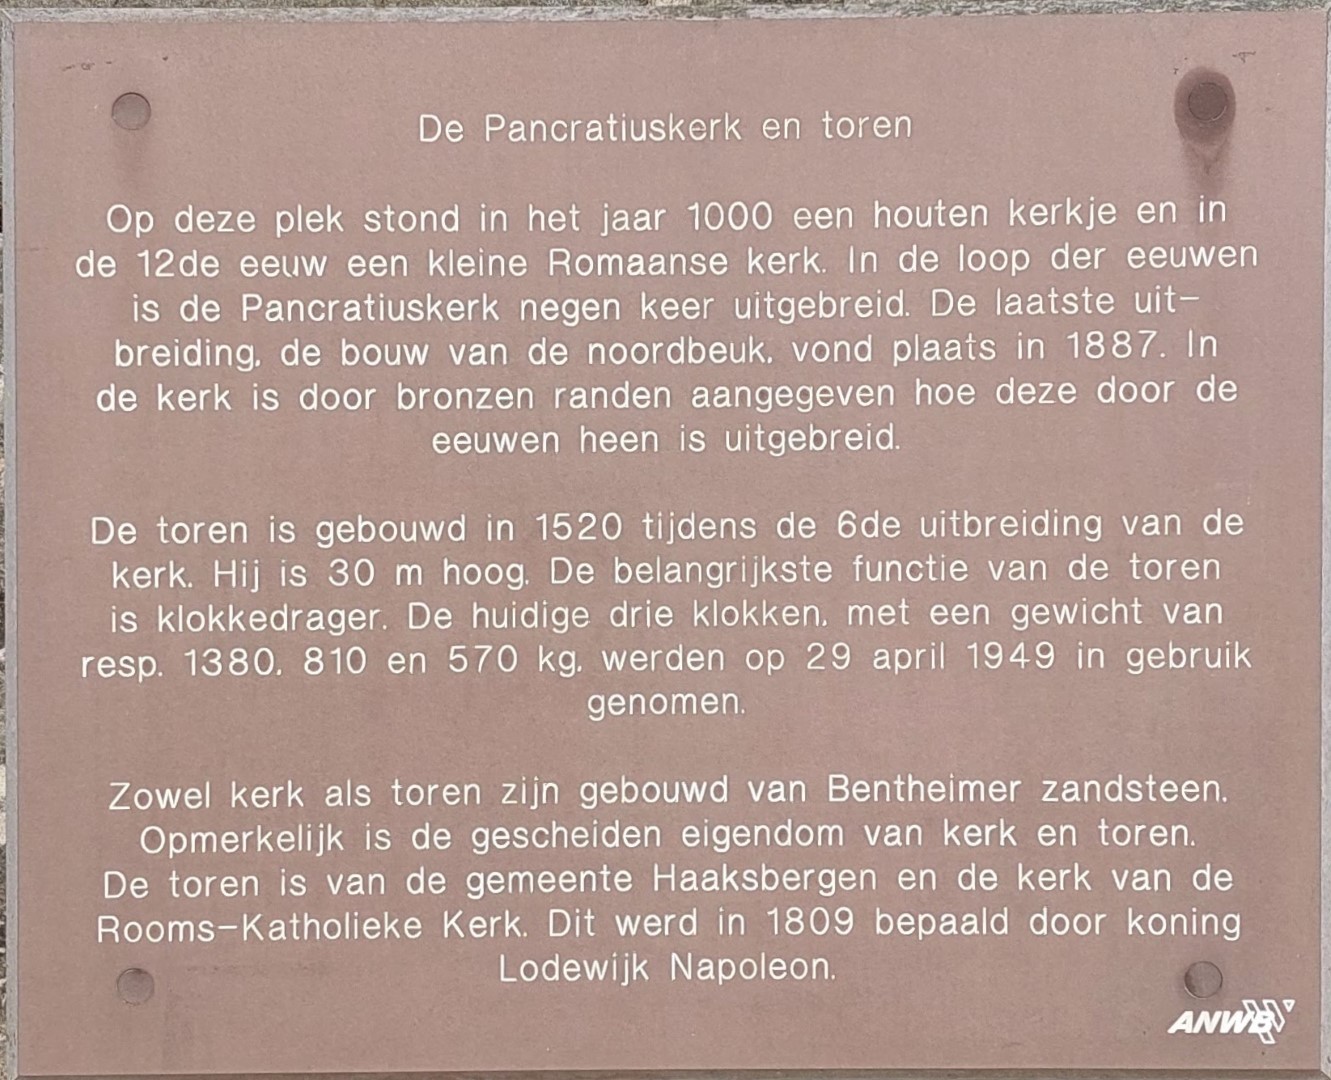 De Pancratiuskerk en toren
Op deze plek stond in het jaar 1000 een houten kerkje en in
de 12de eeuw een kleine Romaanse kerk. In de loop der eeuwen
is de Pancratiuskerk negen keer uitgebreid. De laatste uit-
breiding, de bouw van de noordbeuk, vond plaats in 1887. In
de kerk is door bronzen randen aangegeven hoe deze door de
eeuwen heen is uitgebreid.
De toren is gebouwd in 1520 tijdens de 6de uitbreiding van de
kerk. Hij is 30 m hoog. De belangrijkste functie van de toren
is klokkedrager. De huidige drie klokken, met een gewicht van
resp. 1380, 810 en 570 kg, werden op 29 april 1949 in gebruik
genomen.
Zowel kerk als toren zijn gebouwd van Bentheimer zandsteen.
Opmerkelijk is de gescheiden eigendom van kerk en toren.
De toren is van de gemeente Haaksbergen en de kerk van de
Rooms-Katholieke Kerk. Dit werd in 1809 bepaald door koning
Lodewijk Napoleon.
ANWB